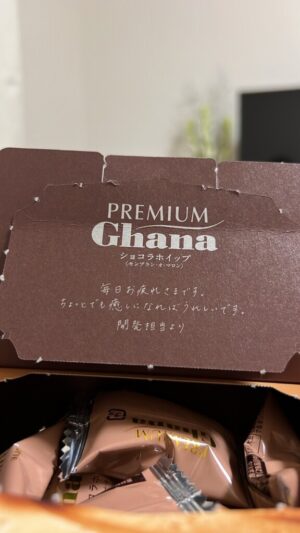 PREMIUM
Ghana
ショコラホイップ
〈モンブラン・オ・マロン〉
毎日お疲れさまです。
ちょっとでも癒しになればうれしいです。
開発担当より